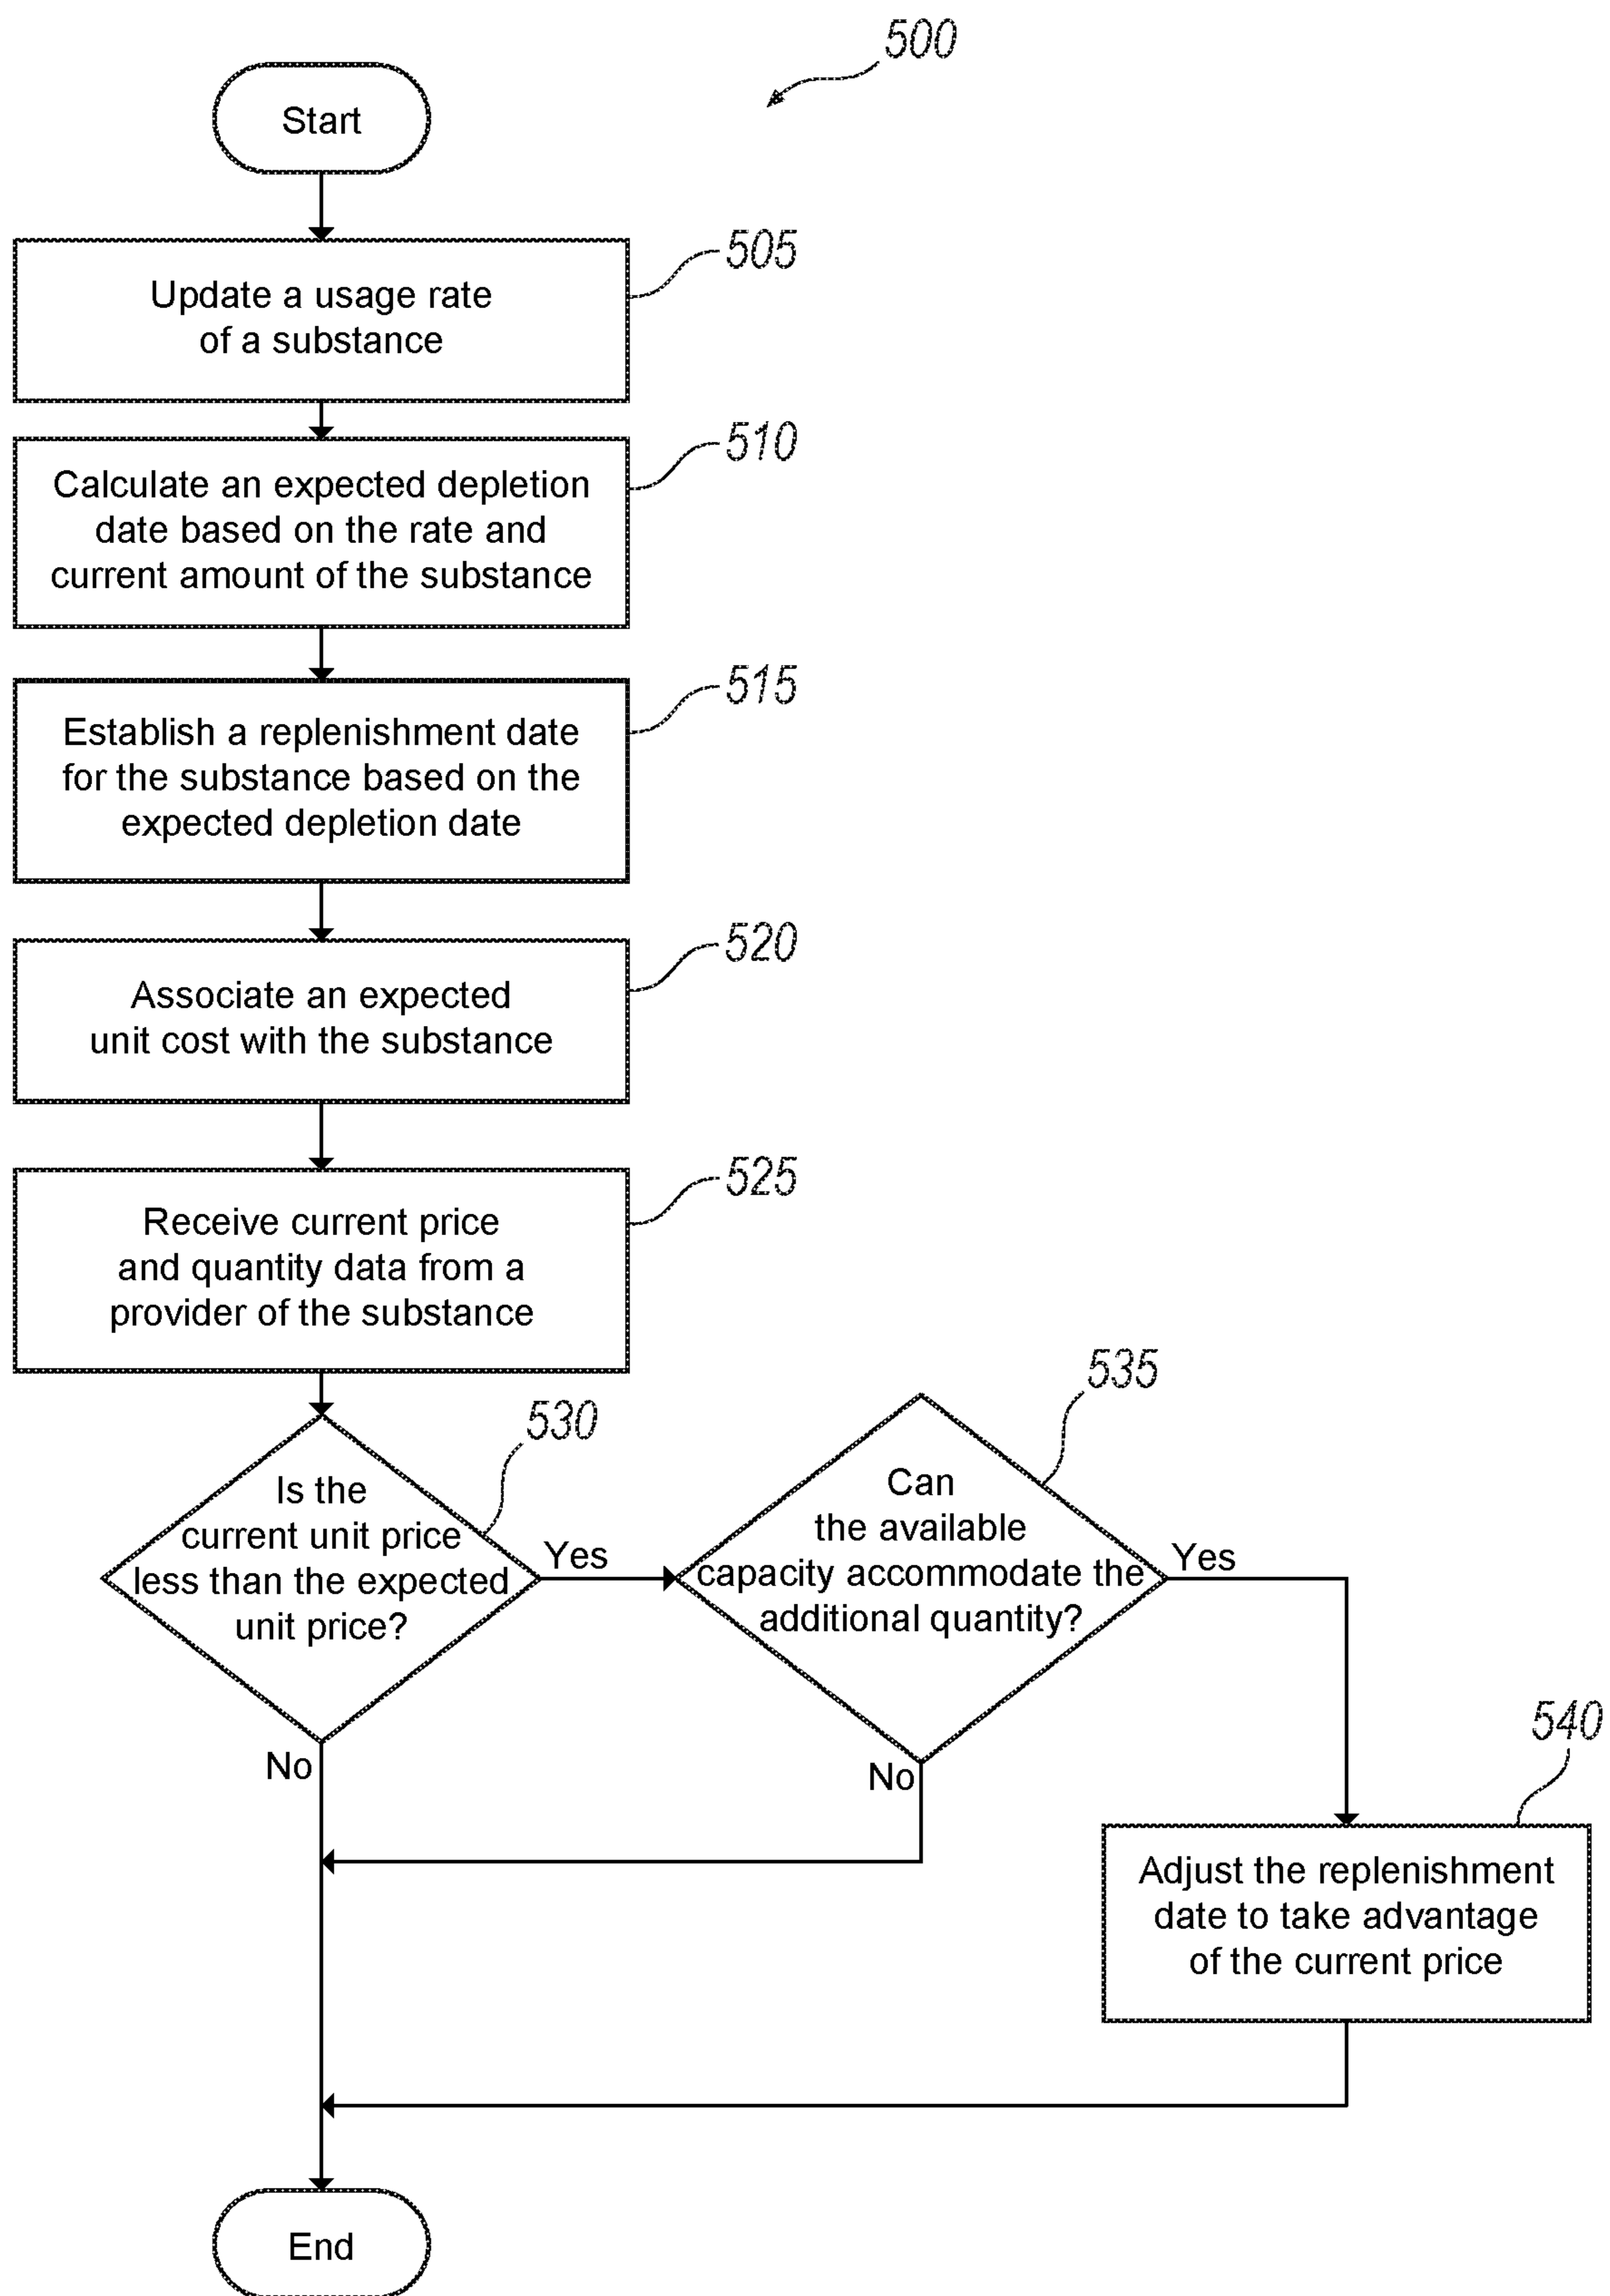 500
Start
505
Update a usage rate
of a substance
510
Calculate an expected depletion
date based on the rate and
current amount of the substance
515
Establish a replenishment date
for the substance based on the
expected depletion date
520
Associate an expected
unit cost with the substance
525
Receive current price
and quantity data from a
provider of the substance
530
Is the
current unit price
less than the expected
unit price?
Yes
No
535
Can
the available
capacity accommodate the
additional quantity?
Yes
No
540
Adjust the replenishment
date to take advantage
of the current price
End